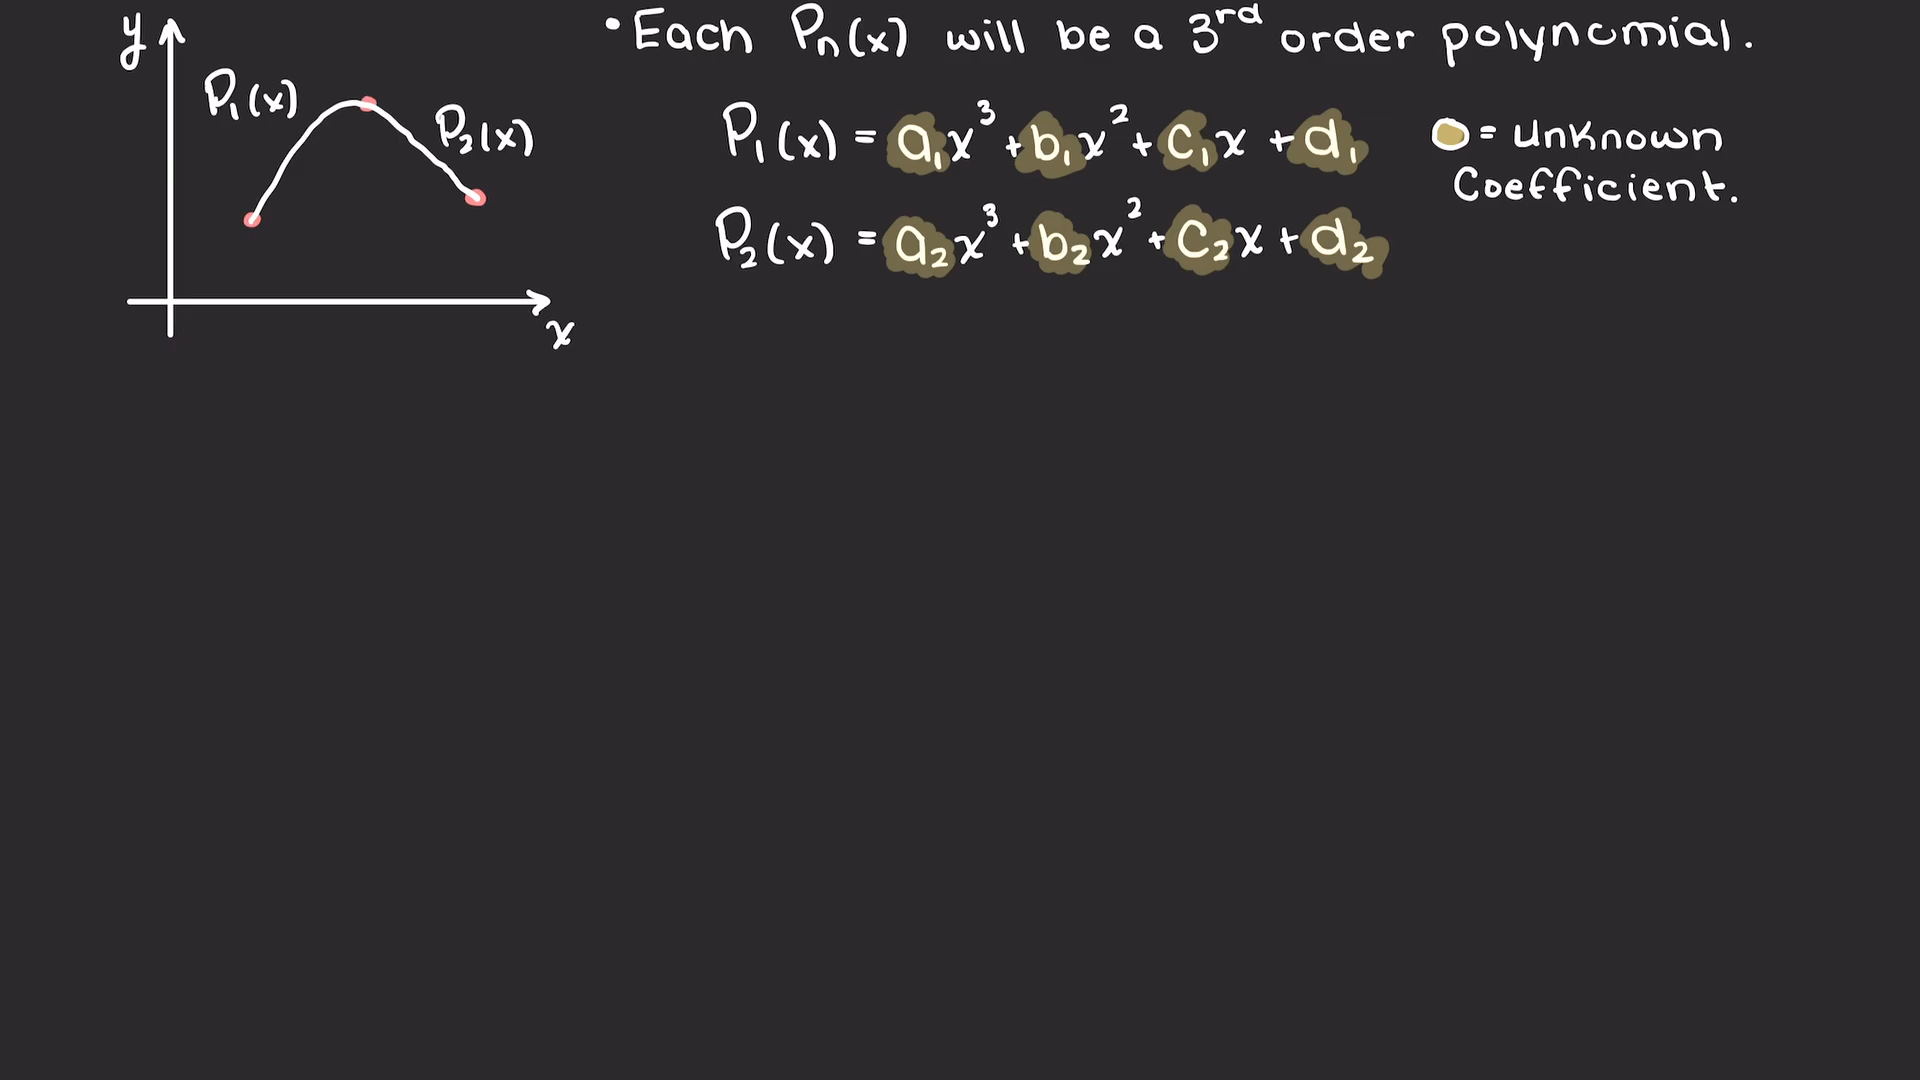 y
P₁(x)
P₂(x)
x
• Each Pₙ(x) will be a 3ʳᵈ order polynomial.
P₁(x) = a₁x³ + b₁x² + c₁x + d₁
P₂(x) = a₂x³ + b₂x² + c₂x + d₂
= Unknown
Coefficient.